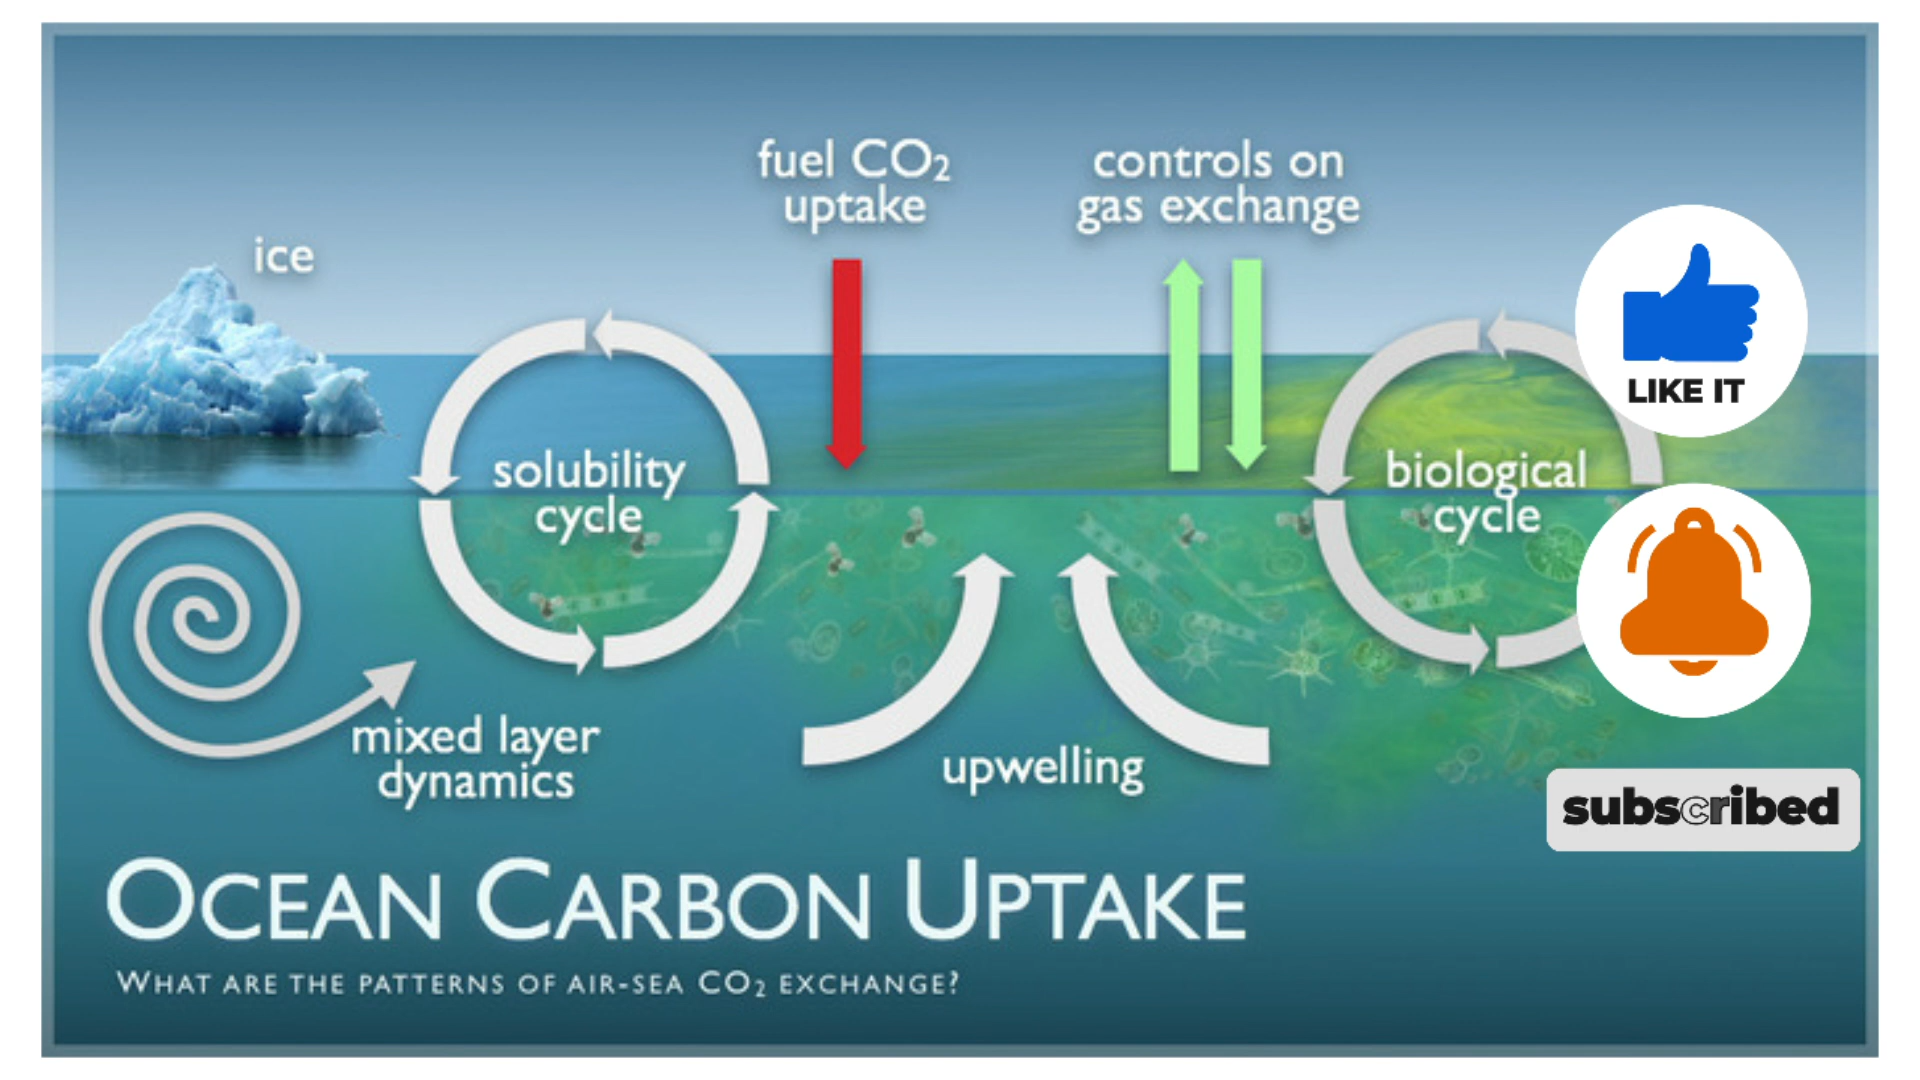 fuel CO₂
uptake
controls on
gas exchange
ice
LIKE IT
solubility
cycle
biological
cycle
mixed layer
dynamics
upwelling
subscribed
OCEAN CARBON UPTAKE
WHAT ARE THE PATTERNS OF AIR-SEA CO₂ EXCHANGE?